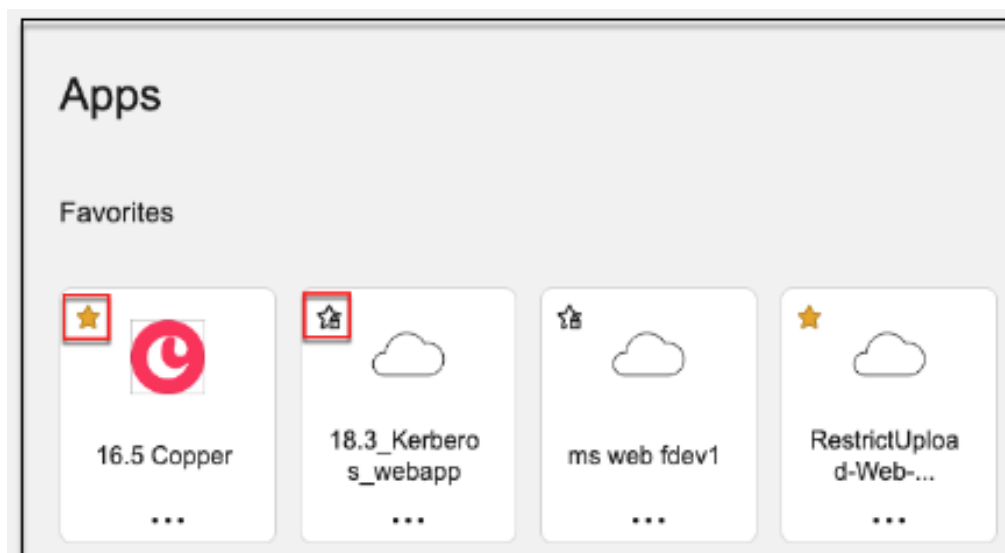 Apps
Favorites
16.5 Copper
18.3_Kerbero
s_webapp
ms web fdev1
RestrictUploa
d-Web-...
...
...
...
...